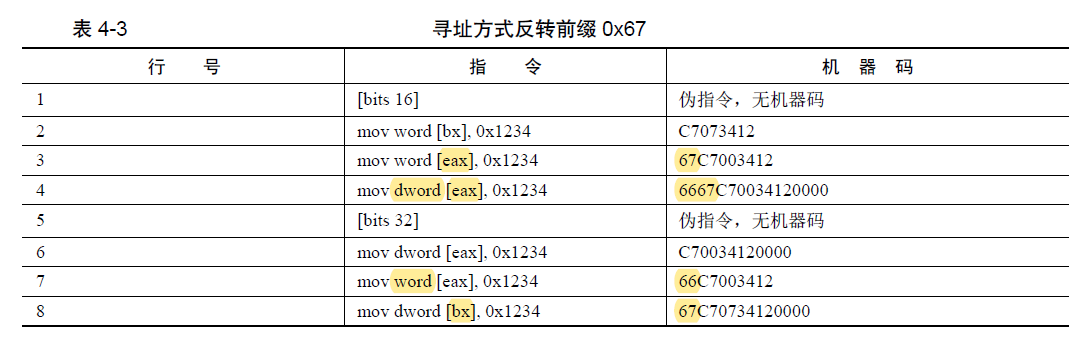 表 4-3 寻址方式反转前缀 0x67
行 号 指 令 机 器 码
1 [bits 16] 伪指令，无机器码
2 mov word [bx], 0x1234 C7073412
3 mov word [eax], 0x1234 67C7003412
4 mov dword [eax], 0x1234 6667C70034120000
5 [bits 32] 伪指令，无机器码
6 mov dword [eax], 0x1234 C70034120000
7 mov word [eax], 0x1234 66C7003412
8 mov dword [bx], 0x1234 67C70734120000